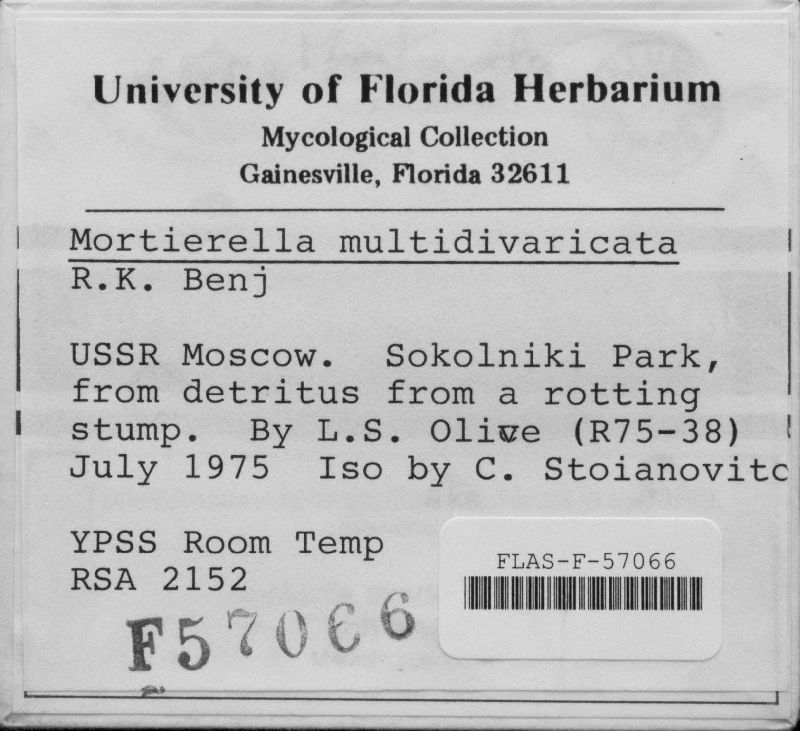 University of Florida Herbarium
Mycological Collection
Gainesville, Florida 32611
Mortierella multidivaricata
R.K. Benj
USSR Moscow.  Sokolniki Park,
from detritus from a rotting
stump.  By L.S. Olive (R75-38)
July 1975  Iso by C. Stoianovitc
YPSS Room Temp
RSA 2152
FLAS-F-57066
F57066